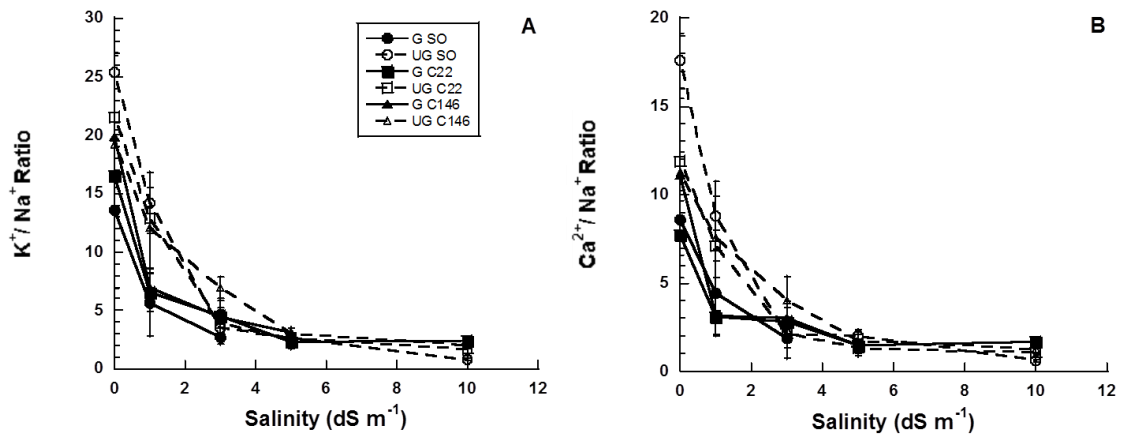 A
B
30
25
20
15
10
5
0
K+/ Na+ Ratio
G SO
UG SO
G C22
UG C22
G C146
UG C146
0 2 4 6 8 10 12
Salinity (dS m-1)
20
15
10
5
0
Ca2+/ Na+ Ratio
0 2 4 6 8 10 12
Salinity (dS m-1)